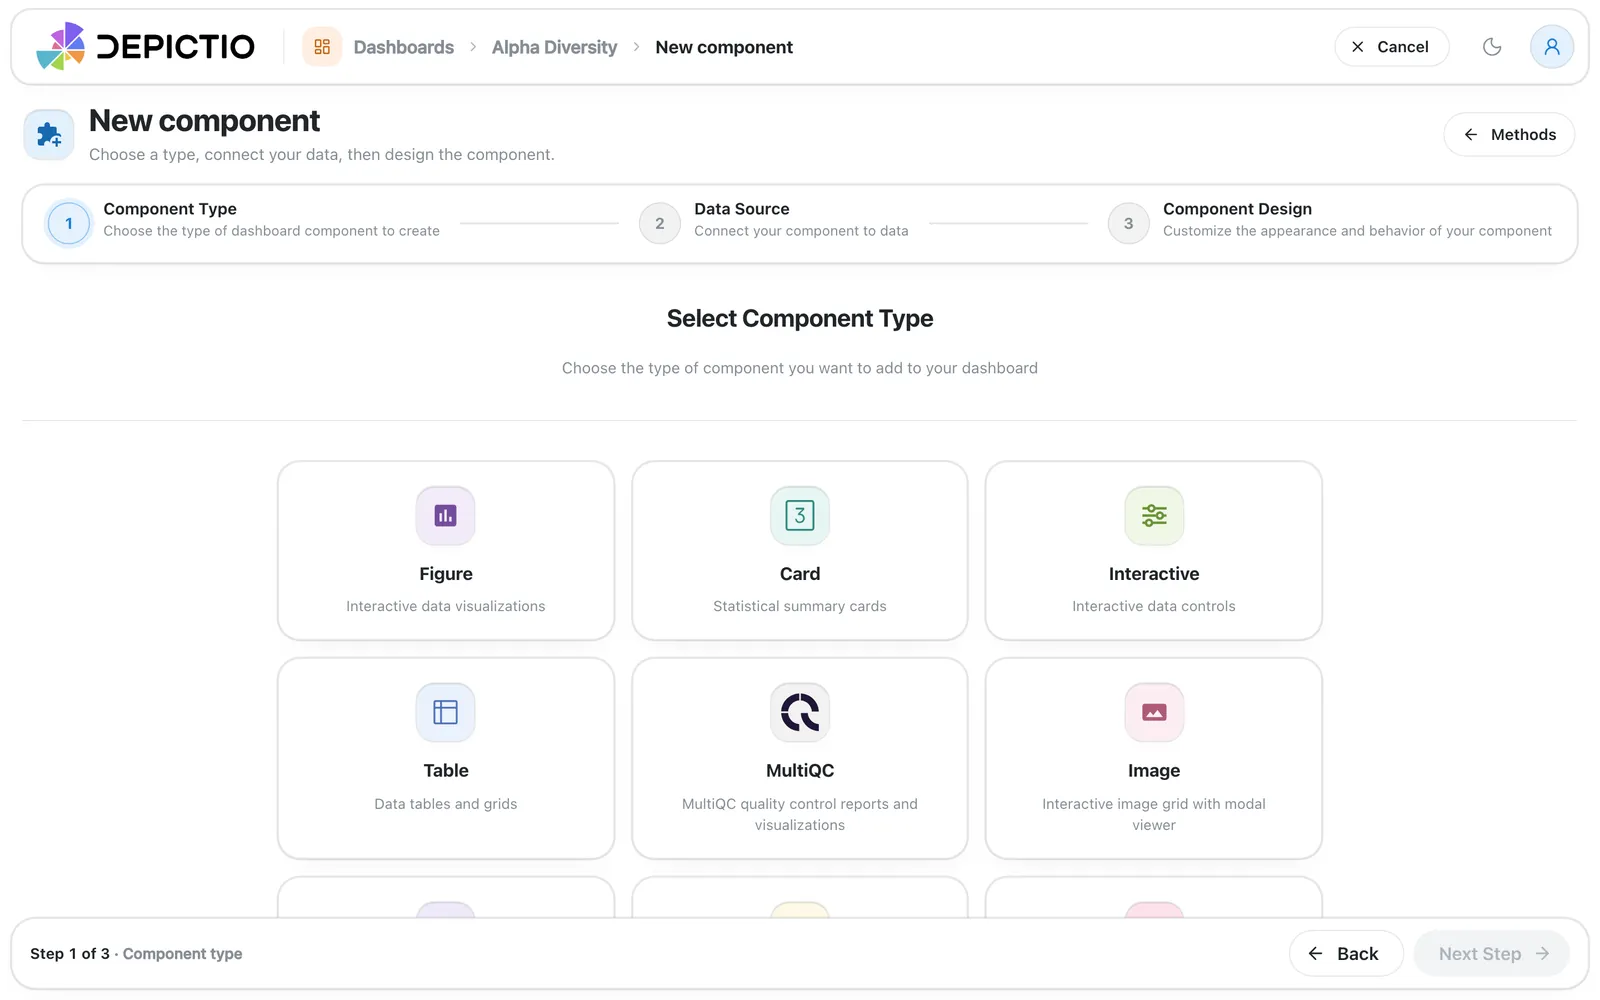 DEPICTIO
Dashboards > Alpha Diversity > New component
Cancel
New component
Choose a type, connect your data, then design the component.
Methods
1
Component Type
Choose the type of dashboard component to create
2
Data Source
Connect your component to data
3
Component Design
Customize the appearance and behavior of your component
Select Component Type
Choose the type of component you want to add to your dashboard
Figure
Interactive data visualizations
3
Card
Statistical summary cards
Interactive
Interactive data controls
Table
Data tables and grids
MultiQC
MultiQC quality control reports and
visualizations
Image
Interactive image grid with modal
viewer
Step 1 of 3 · Component type
Back
Next Step